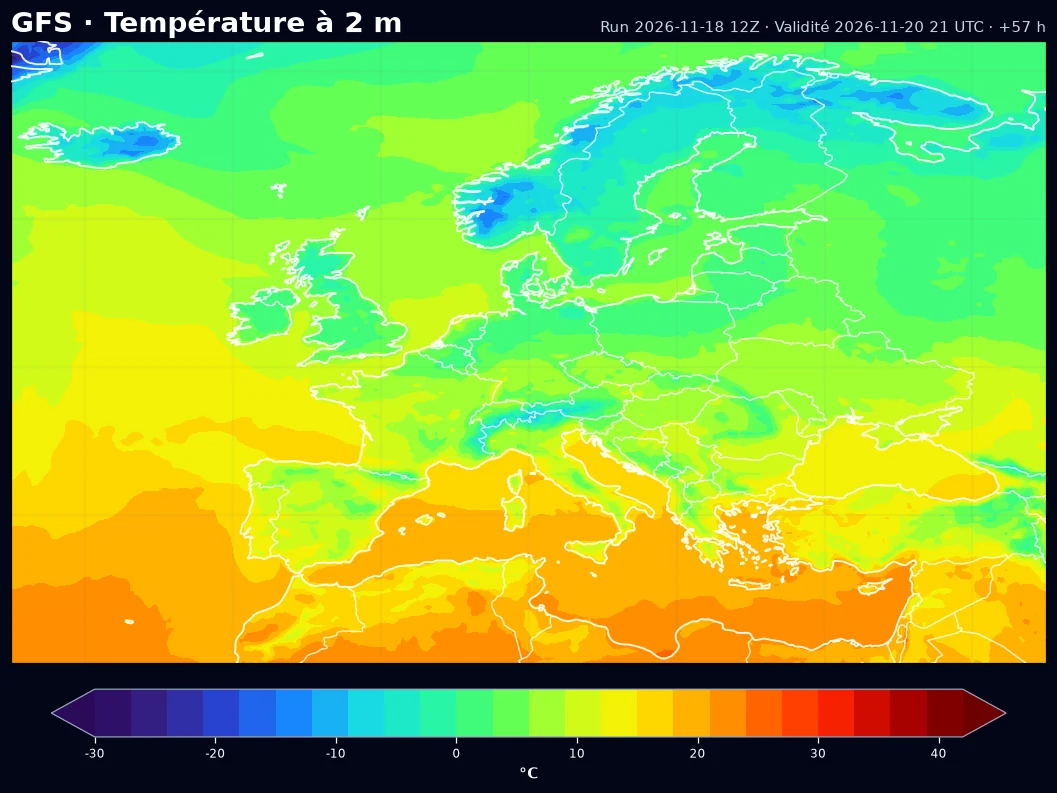 GFS · Température à 2 m
Run 2026-11-18 12Z · Validité 2026-11-20 21 UTC · +57 h
-30 -20 -10 0 10 20 30 40
°C